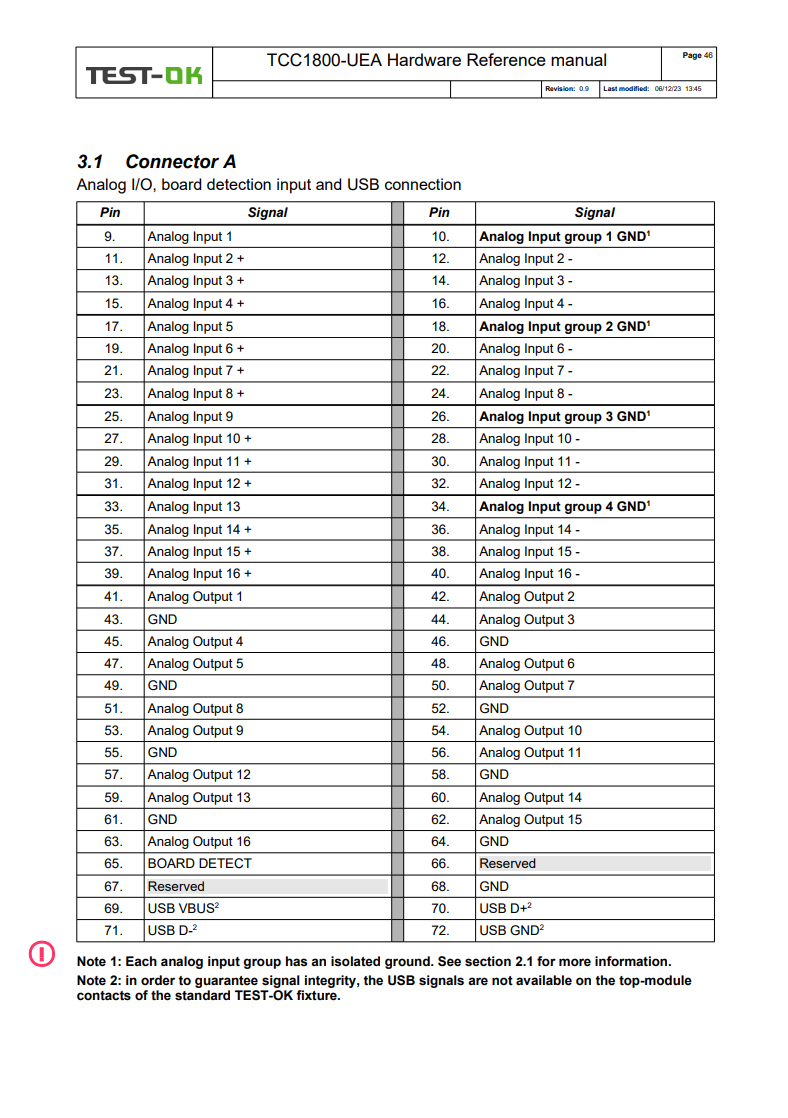 TEST-OK
TCC1800-UEA Hardware Reference manual
Page 46
Revision: 0.9 Last modified: 06/12/23 13:45
3.1 Connector A
Analog I/O, board detection input and USB connection
Pin Signal Pin Signal
9. Analog Input 1 10. Analog Input group 1 GND¹
11. Analog Input 2 + 12. Analog Input 2 -
13. Analog Input 3 + 14. Analog Input 3 -
15. Analog Input 4 + 16. Analog Input 4 -
17. Analog Input 5 18. Analog Input group 2 GND¹
19. Analog Input 6 + 20. Analog Input 6 -
21. Analog Input 7 + 22. Analog Input 7 -
23. Analog Input 8 + 24. Analog Input 8 -
25. Analog Input 9 26. Analog Input group 3 GND¹
27. Analog Input 10 + 28. Analog Input 10 -
29. Analog Input 11 + 30. Analog Input 11 -
31. Analog Input 12 + 32. Analog Input 12 -
33. Analog Input 13 34. Analog Input group 4 GND¹
35. Analog Input 14 + 36. Analog Input 14 -
37. Analog Input 15 + 38. Analog Input 15 -
39. Analog Input 16 + 40. Analog Input 16 -
41. Analog Output 1 42. Analog Output 2
43. GND 44. Analog Output 3
45. Analog Output 4 46. GND
47. Analog Output 5 48. Analog Output 6
49. GND 50. Analog Output 7
51. Analog Output 8 52. GND
53. Analog Output 9 54. Analog Output 10
55. GND 56. Analog Output 11
57. Analog Output 12 58. GND
59. Analog Output 13 60. Analog Output 14
61. GND 62. Analog Output 15
63. Analog Output 16 64. GND
65. BOARD DETECT 66. Reserved
67. Reserved 68. GND
69. USB VBUS² 70. USB D+²
71. USB D-² 72. USB GND²
Note 1: Each analog input group has an isolated ground. See section 2.1 for more information.
Note 2: in order to guarantee signal integrity, the USB signals are not available on the top-module
contacts of the standard TEST-OK fixture.